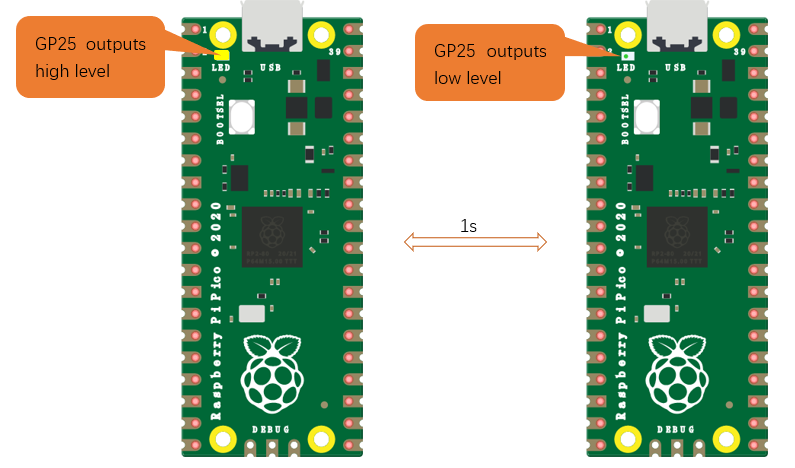 GP25 outputs
high level
1
39
LED
USB
BOOTSEL
Raspberry Pi Pico © 2020
DEBUG
1s
GP25 outputs
low level
1
2
39
LED
USB
BOOTSEL
Raspberry Pi Pico © 2020
DEBUG